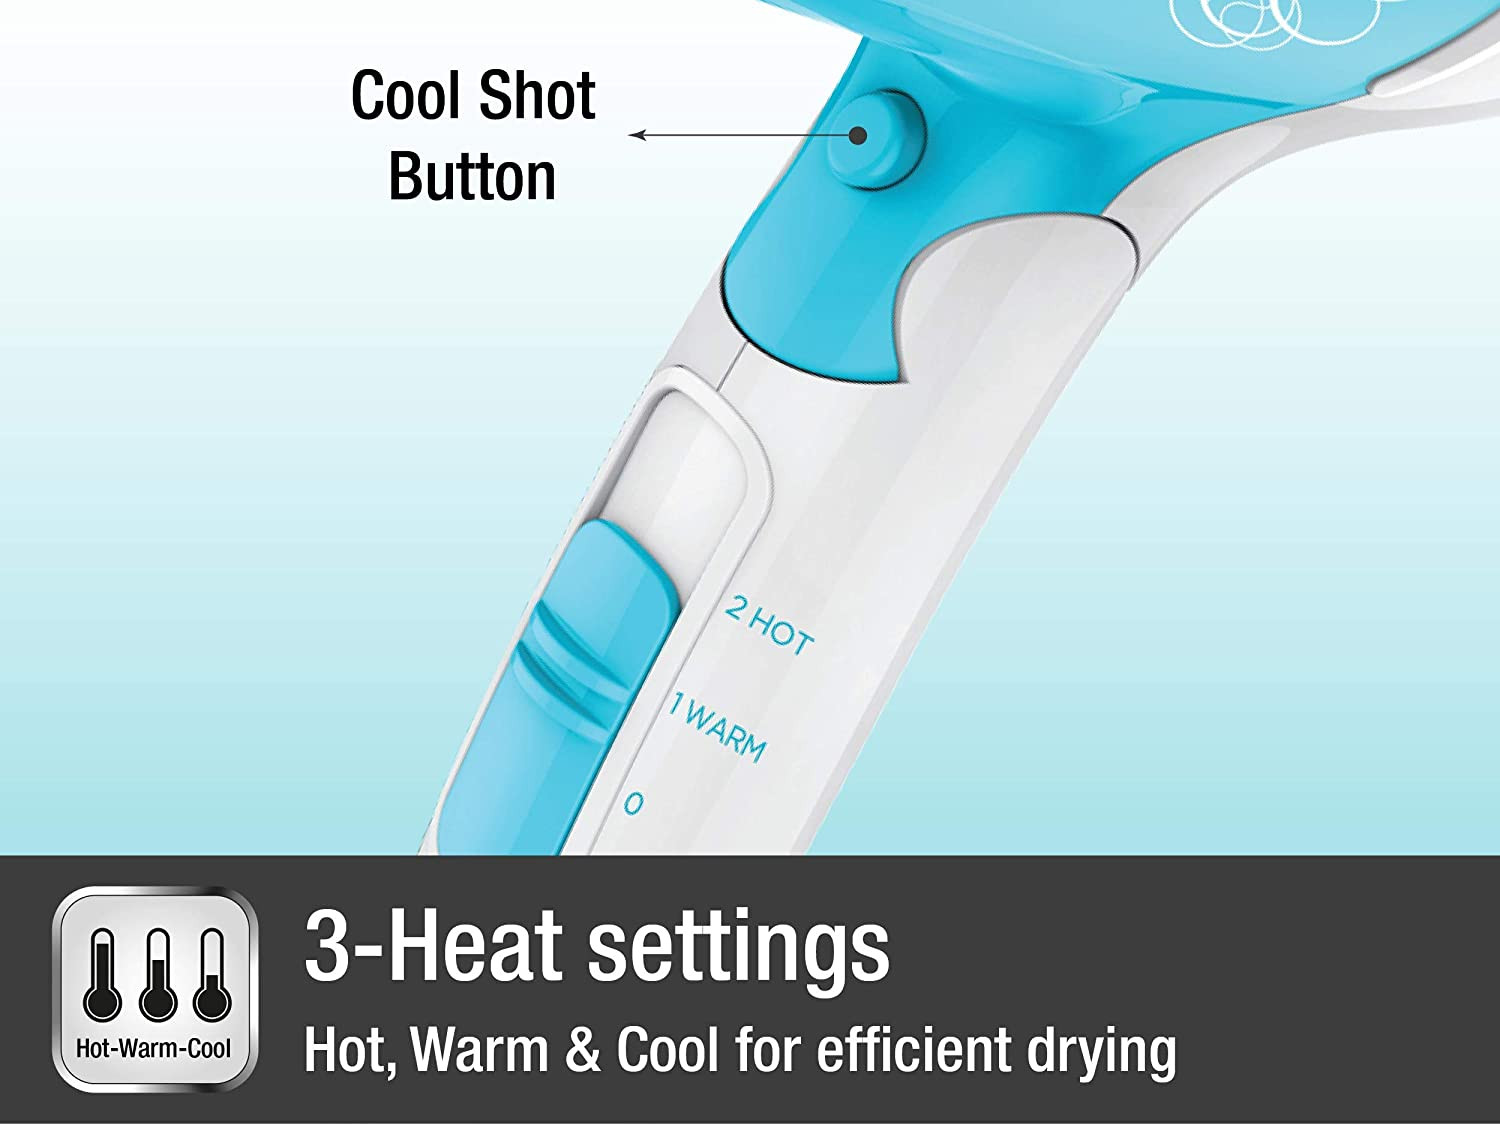 Cool Shot
Button
2 HOT
1 WARM
0
3-Heat settings
Hot, Warm & Cool for efficient drying
Hot-Warm-Cool